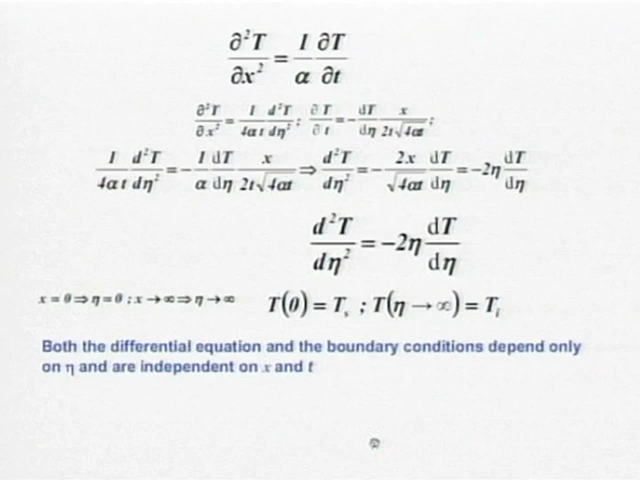 ∂²T/∂x² = 1/α ∂T/∂t
∂²T/∂x² = 1/4αt d²T/dη² ; ∂T/∂t = − dT/dη x/2t√4αt ;
1/4αt d²T/dη² = − 1/α dT/dη x/2t√4αt ⇒ d²T/dη² = − 2x/√4αt dT/dη = −2η dT/dη
d²T/dη² = −2η dT/dη
x = 0 ⇒ η = 0 ; x → ∞ ⇒ η → ∞ T(0) = Tₛ ; T(η → ∞) = Tᵢ
Both the differential equation and the boundary conditions depend only
on η and are independent on x and t